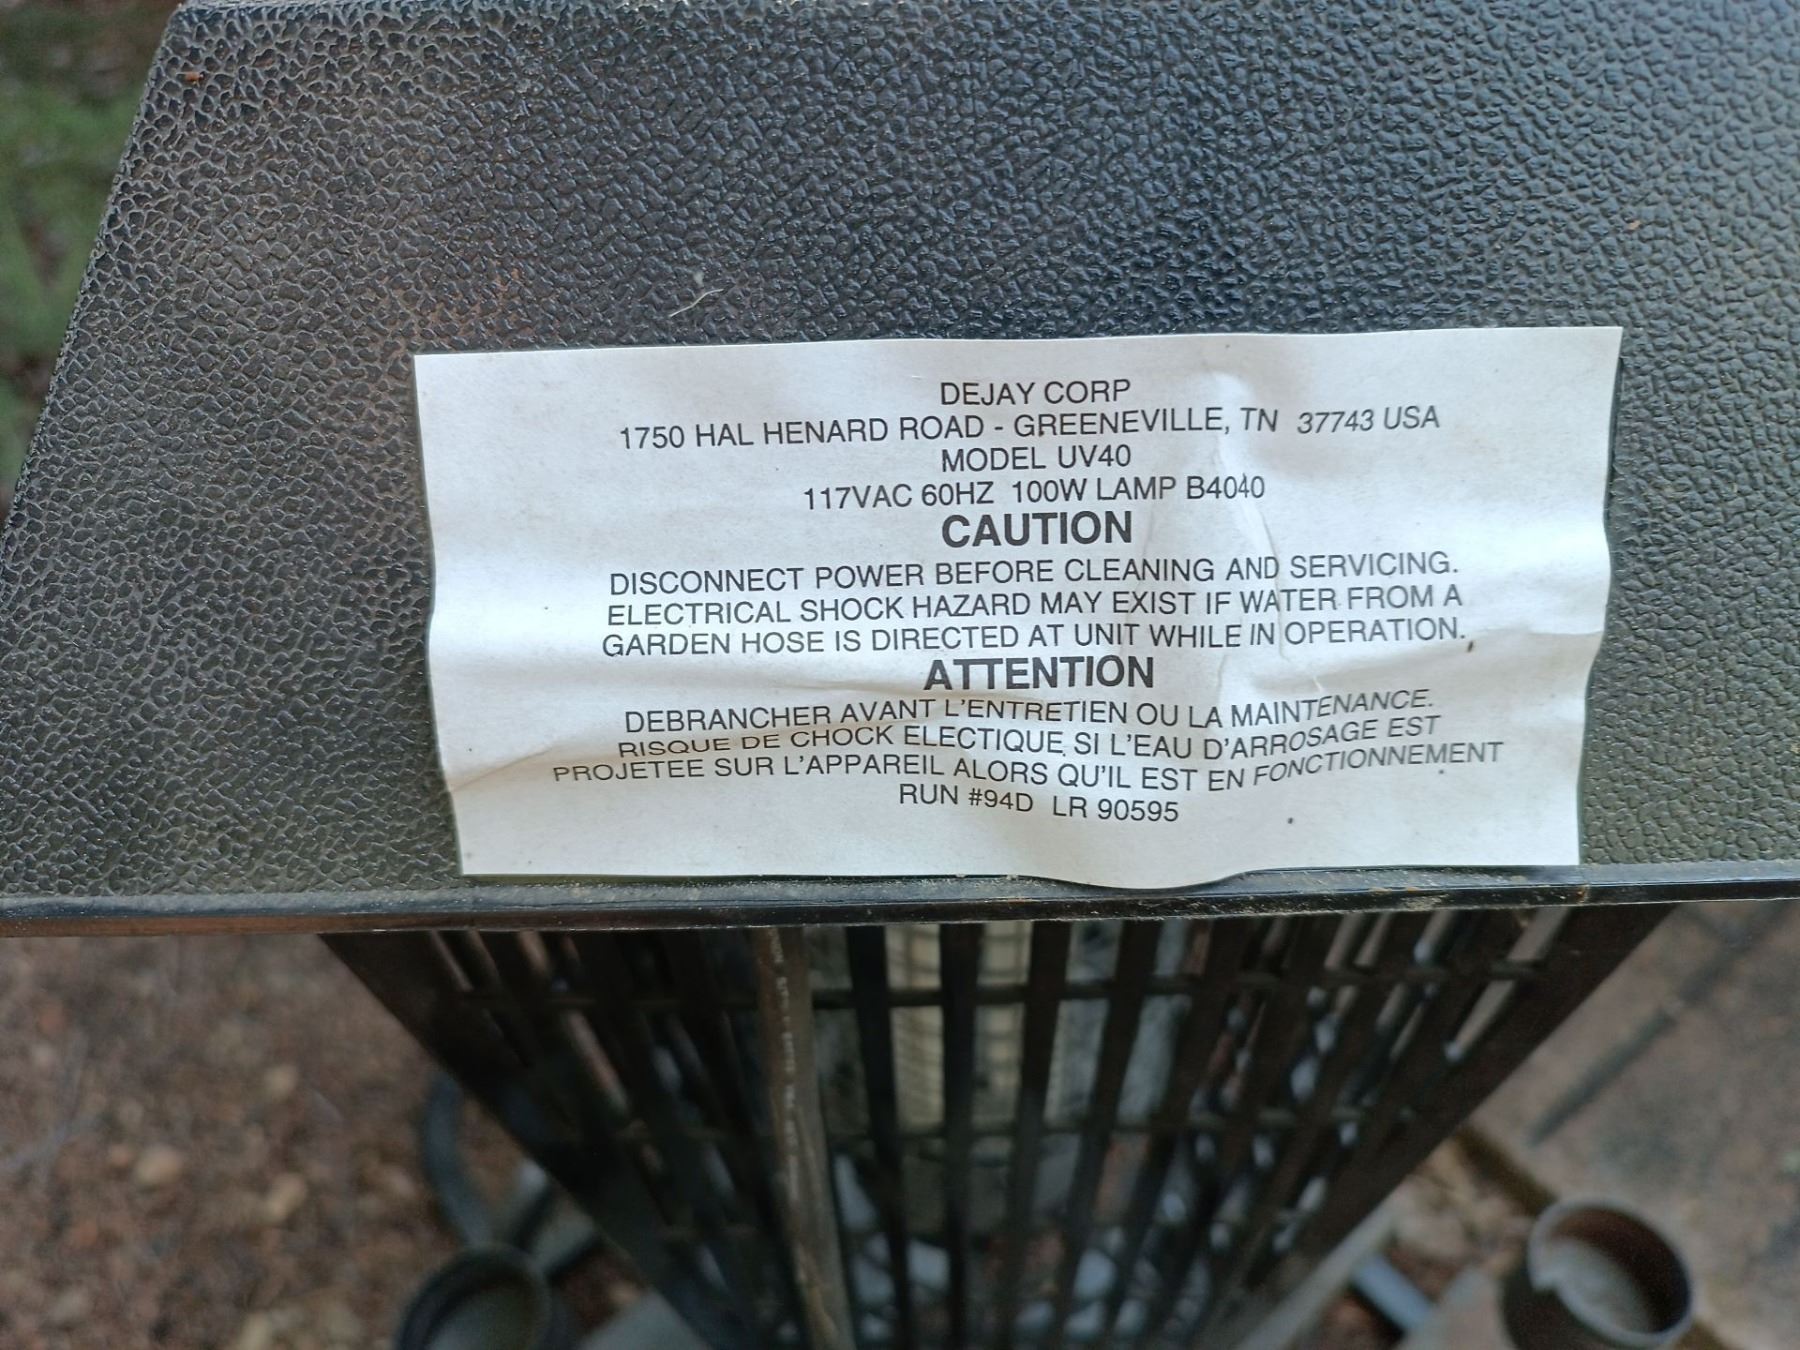 DEJAY CORP
1750 HAL HENARD ROAD - GREENEVILLE, TN 37743 USA
MODEL UV40
117VAC 60HZ 100W LAMP B4040
CAUTION
DISCONNECT POWER BEFORE CLEANING AND SERVICING.
ELECTRICAL SHOCK HAZARD MAY EXIST IF WATER FROM A
GARDEN HOSE IS DIRECTED AT UNIT WHILE IN OPERATION.
ATTENTION
DEBRANCHER AVANT L'ENTRETIEN OU LA MAINTENANCE.
RISQUE DE CHOCK ELECTIQUE SI L'EAU D'ARROSAGE EST
PROJETEE SUR L'APPAREIL ALORS QU'IL EST EN FONCTIONNEMENT
RUN #94D LR 90595